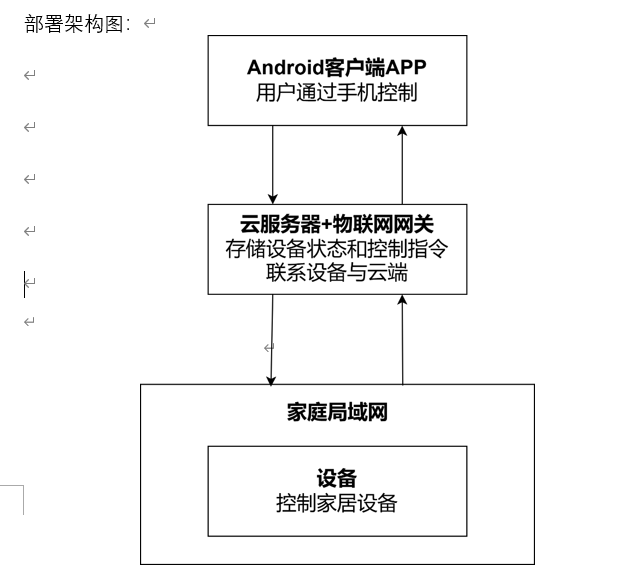 部署架构图：
Android客户端APP
用户通过手机控制
云服务器+物联网网关
存储设备状态和控制指令
联系设备与云端
家庭局域网
设备
控制家居设备